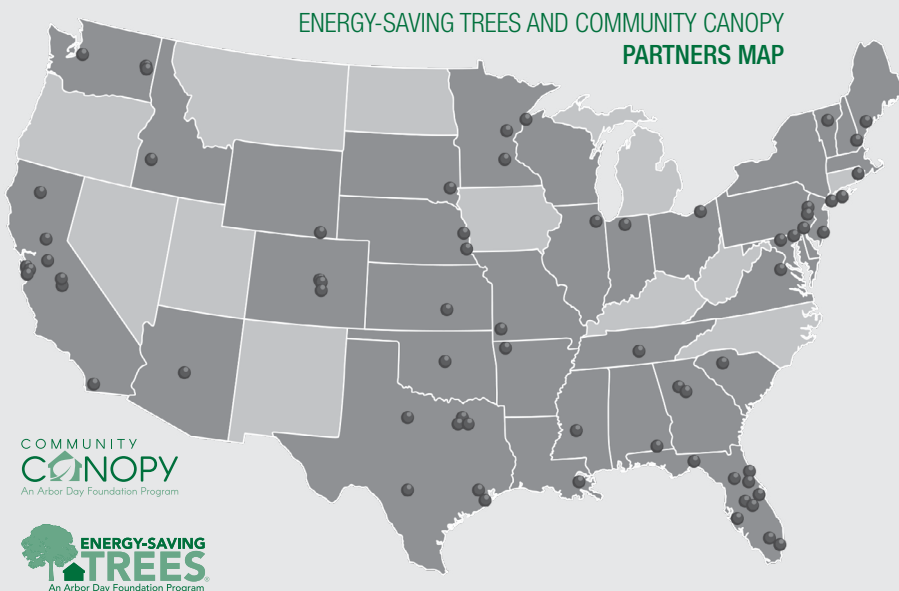 ENERGY-SAVING TREES AND COMMUNITY CANOPY
PARTNERS MAP
COMMUNITY
CANOPY
An Arbor Day Foundation Program
ENERGY-SAVING
TREES®
An Arbor Day Foundation Program